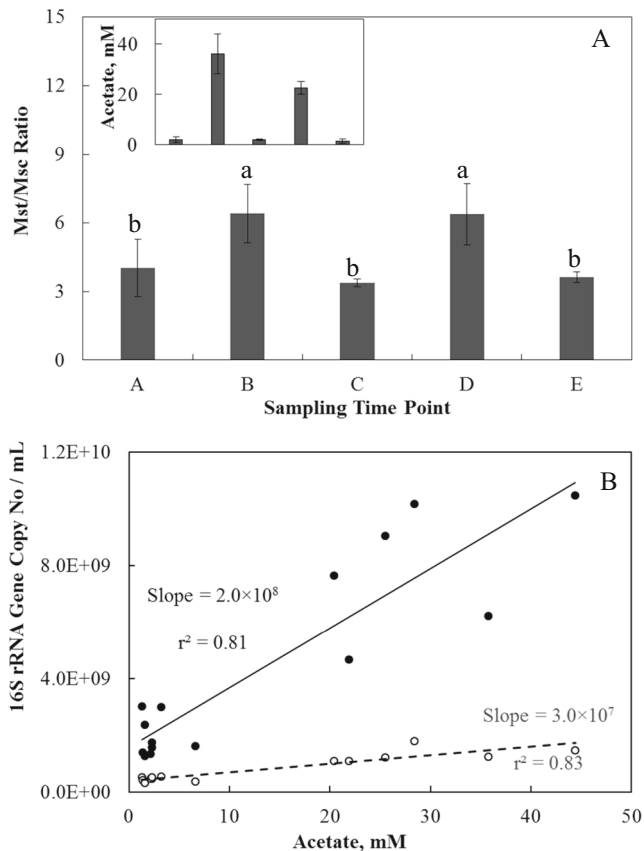 A
15
12
9
6
3
0
Mst/Msc Ratio
40
20
0
Acetate, mM
b
a
b
a
b
A B C D E
Sampling Time Point
B
1.2E+10
8.0E+09
4.0E+09
0.0E+00
16S rRNA Gene Copy No / mL
Slope = 2.0×10⁸
r² = 0.81
Slope = 3.0×10⁷
r² = 0.83
0 10 20 30 40 50
Acetate, mM